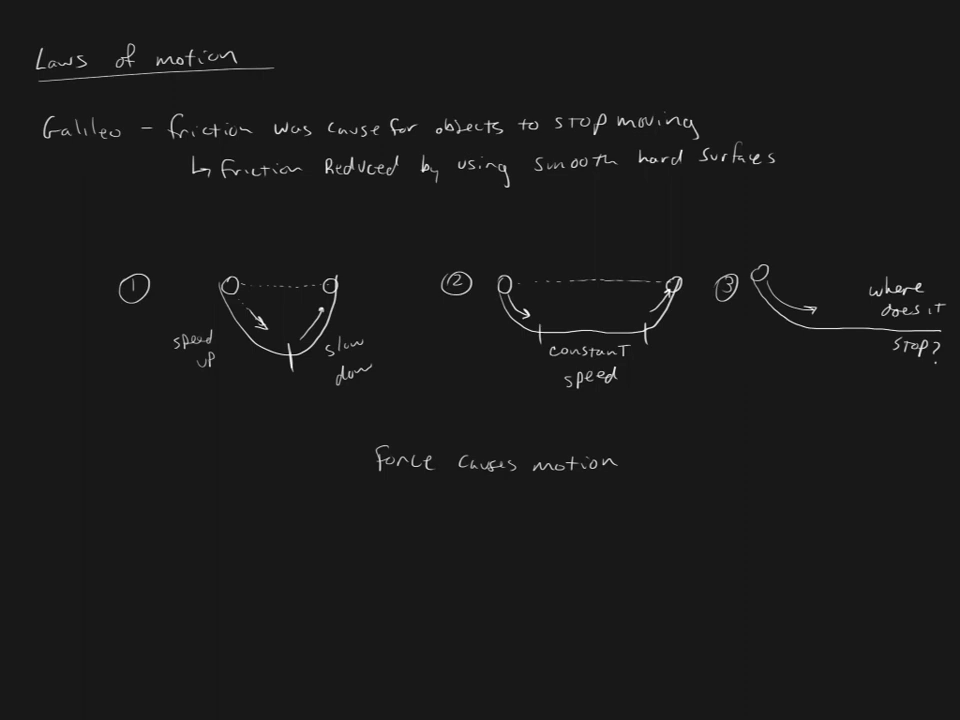 Laws of motion
Galileo - friction was cause for objects to stop moving
↳ Friction Reduced by using smooth hard surfaces
1
2
3
where
does it
stop?
speed
up
slow
down
constant
speed
Force causes motion